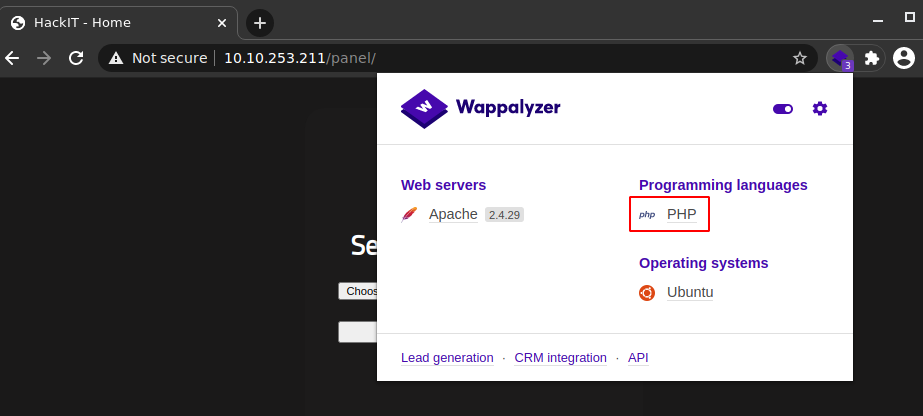 HackIT - Home
Not secure 10.10.253.211/panel/
3
W Wappalyzer
Web servers Programming languages
Apache 2.4.29 php PHP
Operating systems
Se
Choos
Ubuntu
Lead generation · CRM integration · API